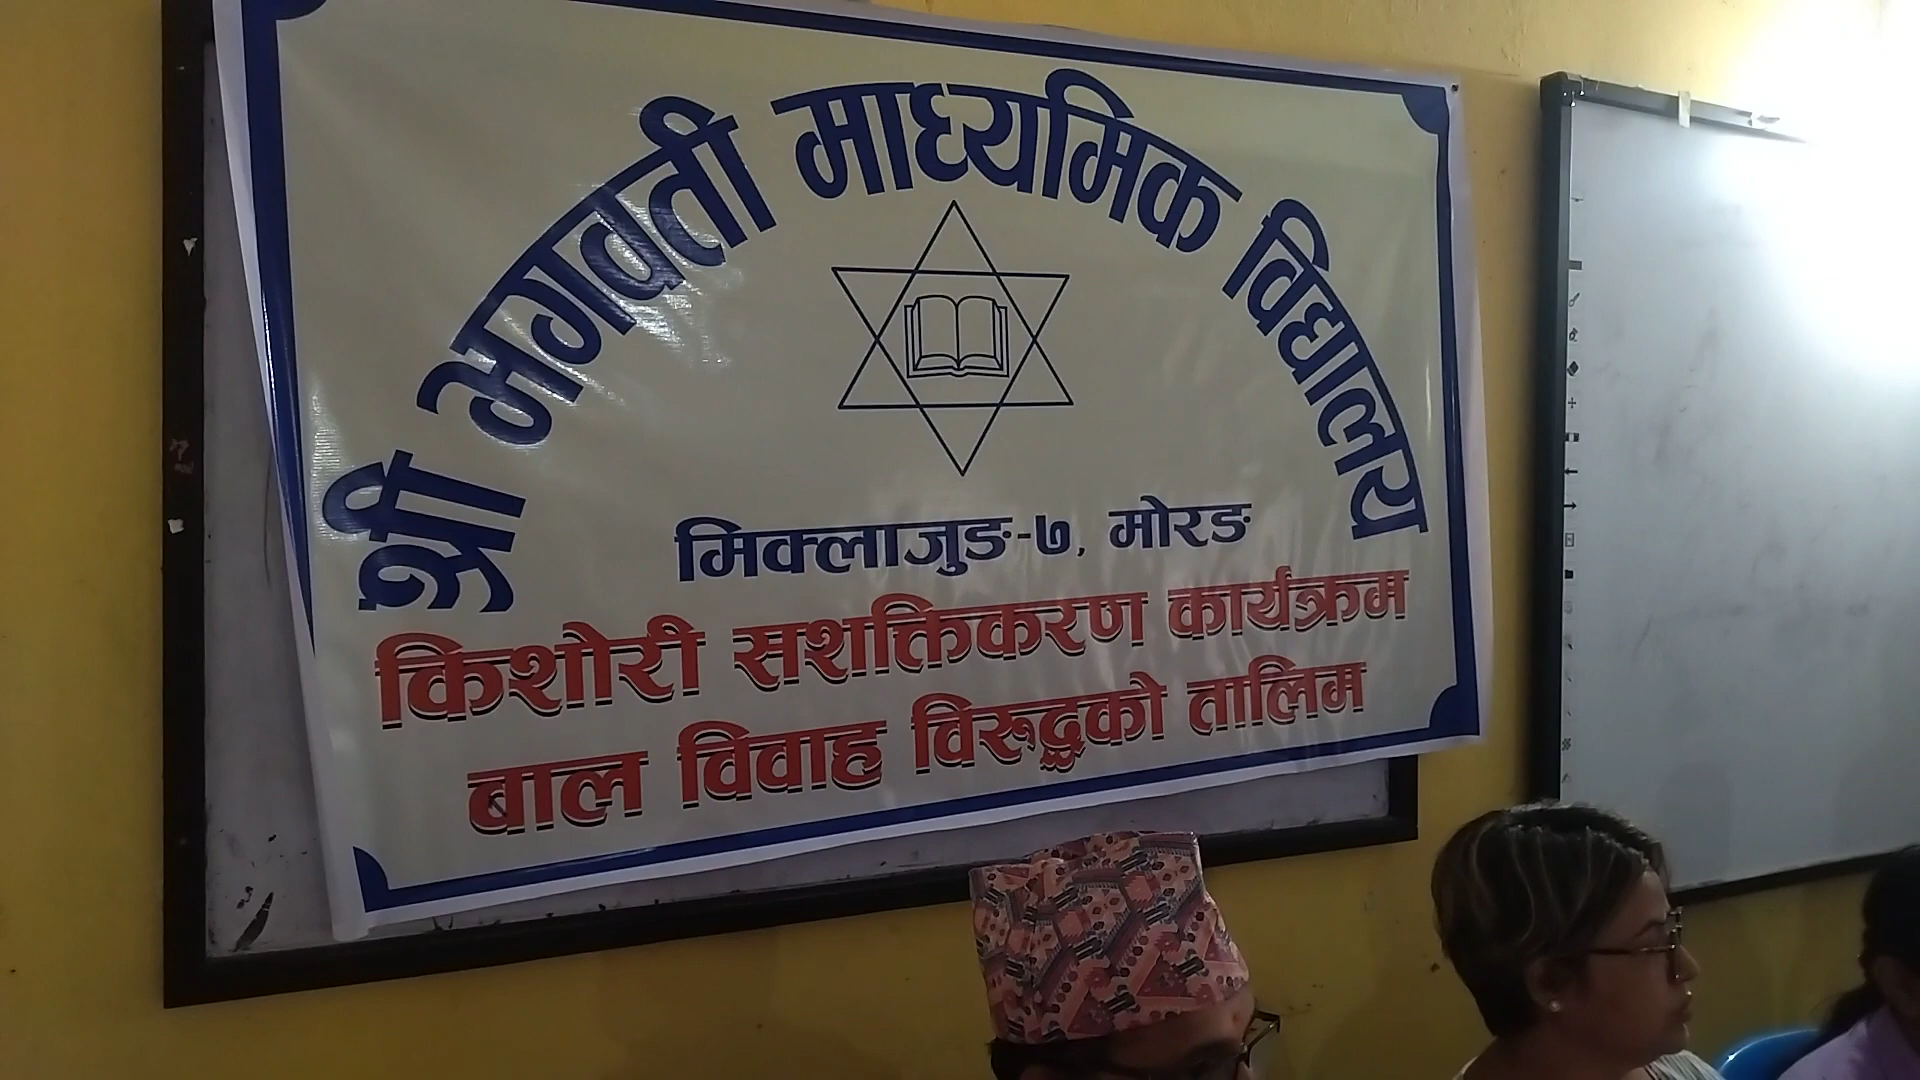 श्री भगवती माध्यमिक विद्यालय
मिक्लाजुङ-७, मोरङ
किशोरी सशक्तिकरण कार्यक्रम
बाल विवाह विरूद्धको तालिम